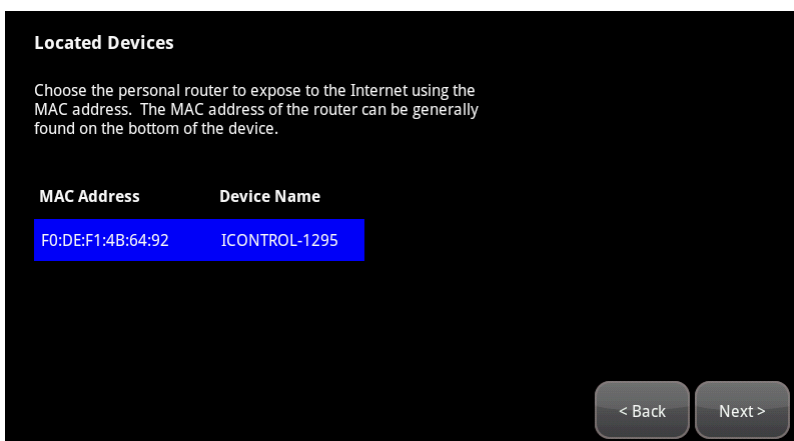 Located Devices
Choose the personal router to expose to the Internet using the
MAC address. The MAC address of the router can be generally
found on the bottom of the device.
MAC Address Device Name
F0:DE:F1:4B:64:92 ICONTROL-1295
< Back Next >